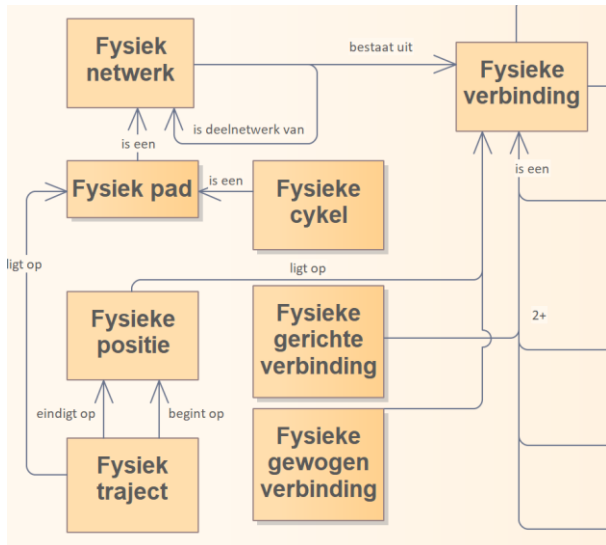 Fysiek
netwerk
bestaat uit
Fysieke
verbinding
is deelnetwerk van
is een
is een
Fysiek pad
is een
Fysieke
cykel
ligt op
ligt op
Fysieke
positie
Fysieke
gerichte
verbinding
2+
eindigt op
begint op
Fysiek
traject
Fysieke
gewogen
verbinding